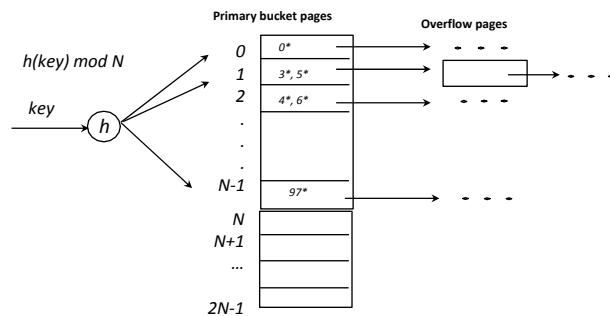 Primary bucket pages
Overflow pages
h(key) mod N
key
h
0
0*
1
3*, 5*
2
4*, 6*
.
.
.
N-1
97*
N
N+1
...
2N-1